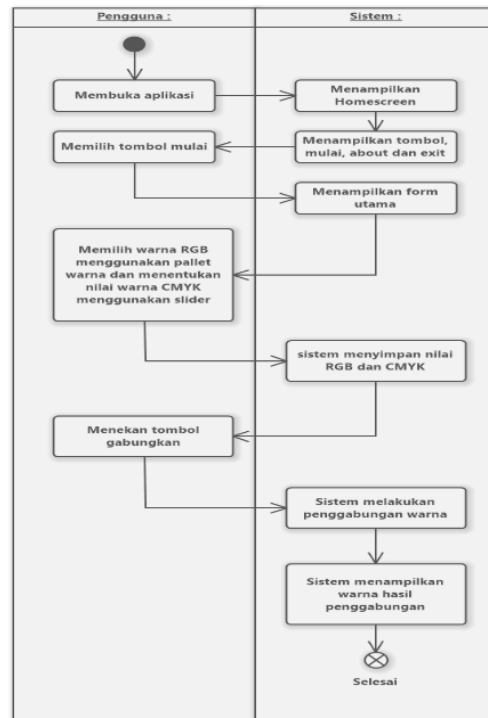 Pengguna :
Sistem :
Membuka aplikasi
Menampilkan
Homescreen
Menampilkan tombol,
mulai, about dan exit
Memilih tombol mulai
Menampilkan form
utama
Memilih warna RGB
menggunakan pallet
warna dan menentukan
nilai warna CMYK
menggunakan slider
sistem menyimpan nilai
RGB dan CMYK
Menekan tombol
gabungkan
Sistem melakukan
penggabungan warna
Sistem menampilkan
warna hasil
penggabungan
Selesai